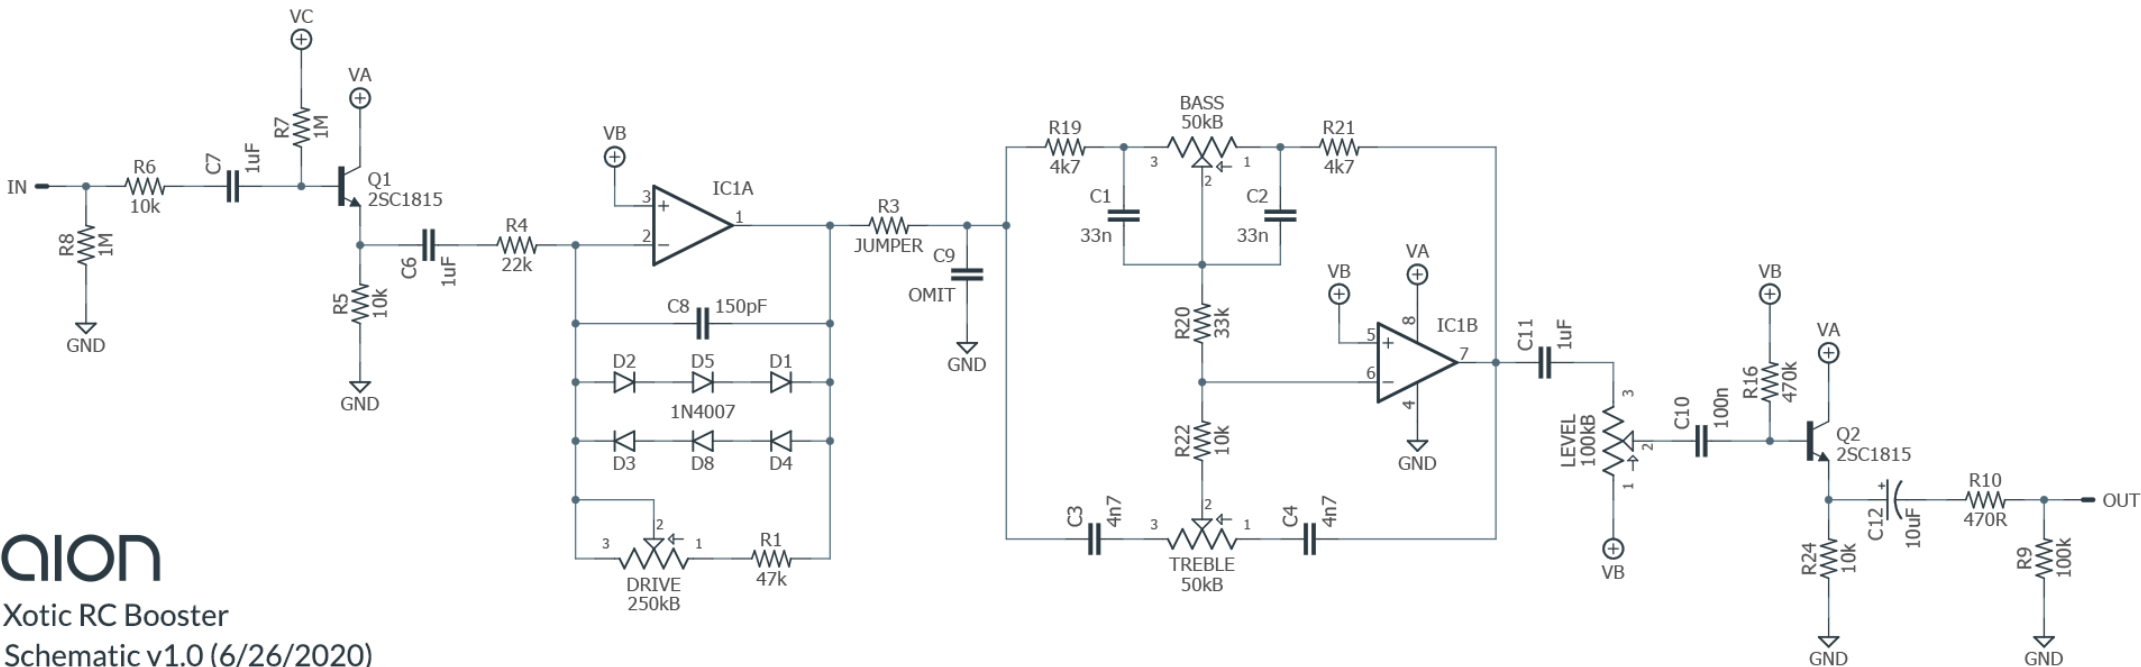 IN
R8
1M
GND
R6
10k
C7
1uF
VC
R7
1M
VA
Q1
2SC1815
R5
10k
GND
C6
1uF
R4
22k
VB
3
+
2
−
IC1A
1
C8 150pF
D2 D5 D1
1N4007
D3 D8 D4
2
3
1
DRIVE
250kB
R1
47k
R3
JUMPER
C9
OMIT
GND
R19
4k7
BASS
50kB
3
1
2
R21
4k7
C1
33n
C2
33n
R20
33k
R22
10k
C3
4n7
2
3
1
TREBLE
50kB
C4
4n7
VB
VA
5
+
6
−
8
4
IC1B
7
GND
C11
1uF
3
LEVEL
100kB
2
1
VB
C10
100n
VB
R16
470k
VA
Q2
2SC1815
R24
10k
GND
+
C12
10uF
R10
470R
OUT
R9
100k
GND
aion
Xotic RC Booster
Schematic v1.0 (6/26/2020)